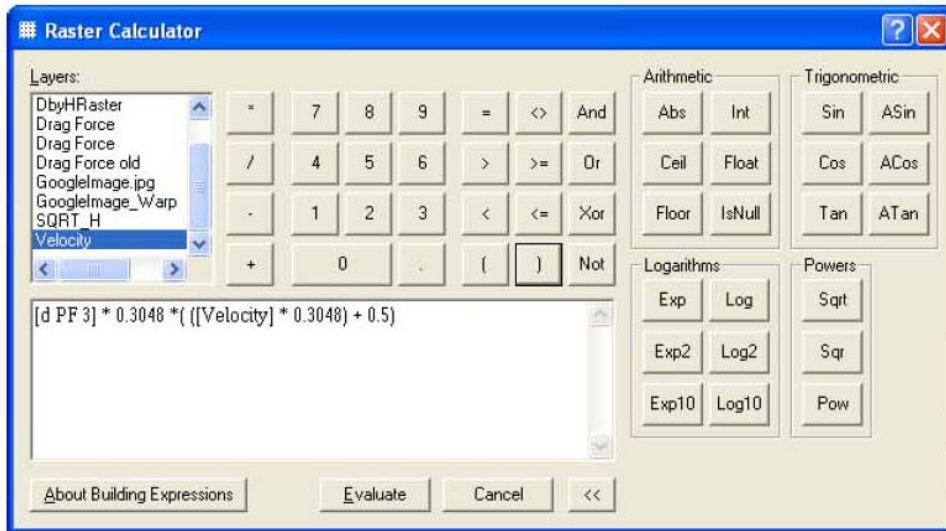 Raster Calculator
Layers:
DbyHRaster
Drag Force
Drag Force
Drag Force old
GoogleImage.jpg
GoogleImage_Warp
SQRT_H
Velocity
* 7 8 9 = <> And
/ 4 5 6 > >= Or
- 1 2 3 < <= Xor
+ 0 . ( ) Not
Arithmetic
Abs Int
Ceil Float
Floor IsNull
Trigonometric
Sin ASin
Cos ACos
Tan ATan
Logarithms
Exp Log
Exp2 Log2
Exp10 Log10
Powers
Sqrt
Sqr
Pow
[d PF 3] * 0.3048 *( ([Velocity] * 0.3048) + 0.5)
About Building Expressions Evaluate Cancel <<